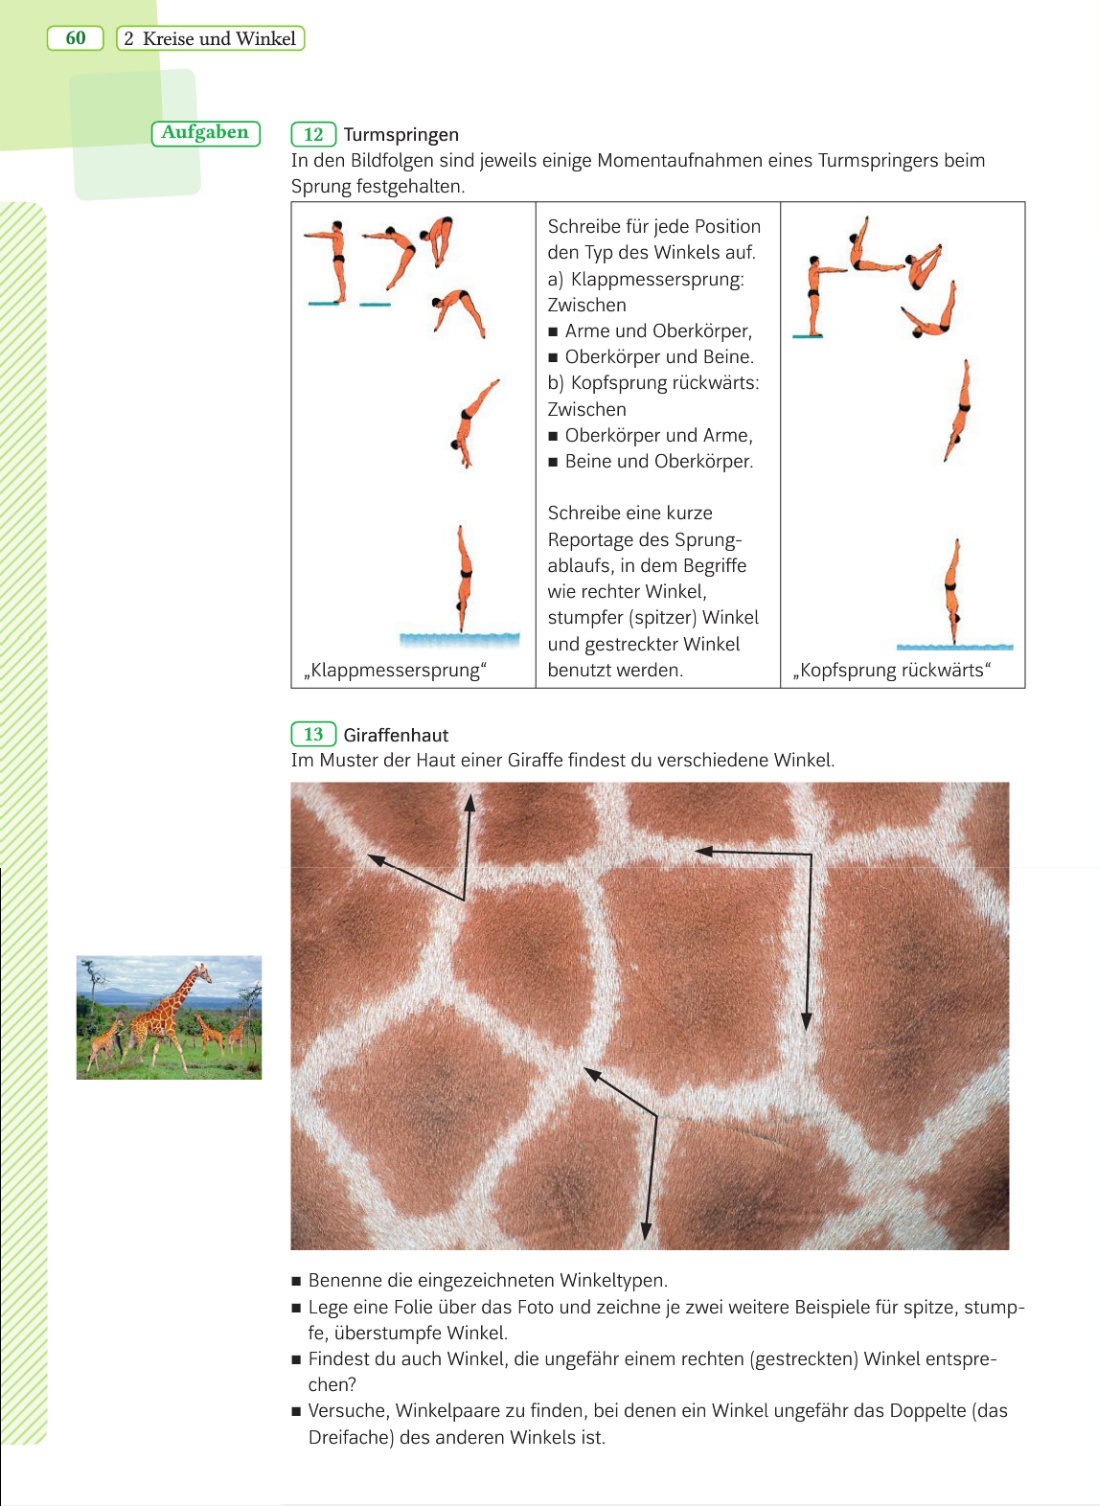 60
2 Kreise und Winkel
Aufgaben
12 Turmspringen
In den Bildfolgen sind jeweils einige Momentaufnahmen eines Turmspringers beim
Sprung festgehalten.
Schreibe für jede Position
den Typ des Winkels auf.
a) Klappmessersprung:
Zwischen
■ Arme und Oberkörper,
■ Oberkörper und Beine.
b) Kopfsprung rückwärts:
Zwischen
■ Oberkörper und Arme,
■ Beine und Oberkörper.
Schreibe eine kurze
Reportage des Sprung-
ablaufs, in dem Begriffe
wie rechter Winkel,
stumpfer (spitzer) Winkel
und gestreckter Winkel
benutzt werden.
„Klappmessersprung“
„Kopfsprung rückwärts“
13 Giraffenhaut
Im Muster der Haut einer Giraffe findest du verschiedene Winkel.
■ Benenne die eingezeichneten Winkeltypen.
■ Lege eine Folie über das Foto und zeichne je zwei weitere Beispiele für spitze, stump-
fe, überstumpfe Winkel.
■ Findest du auch Winkel, die ungefähr einem rechten (gestreckten) Winkel entspre-
chen?
■ Versuche, Winkelpaare zu finden, bei denen ein Winkel ungefähr das Doppelte (das
Dreifache) des anderen Winkels ist.